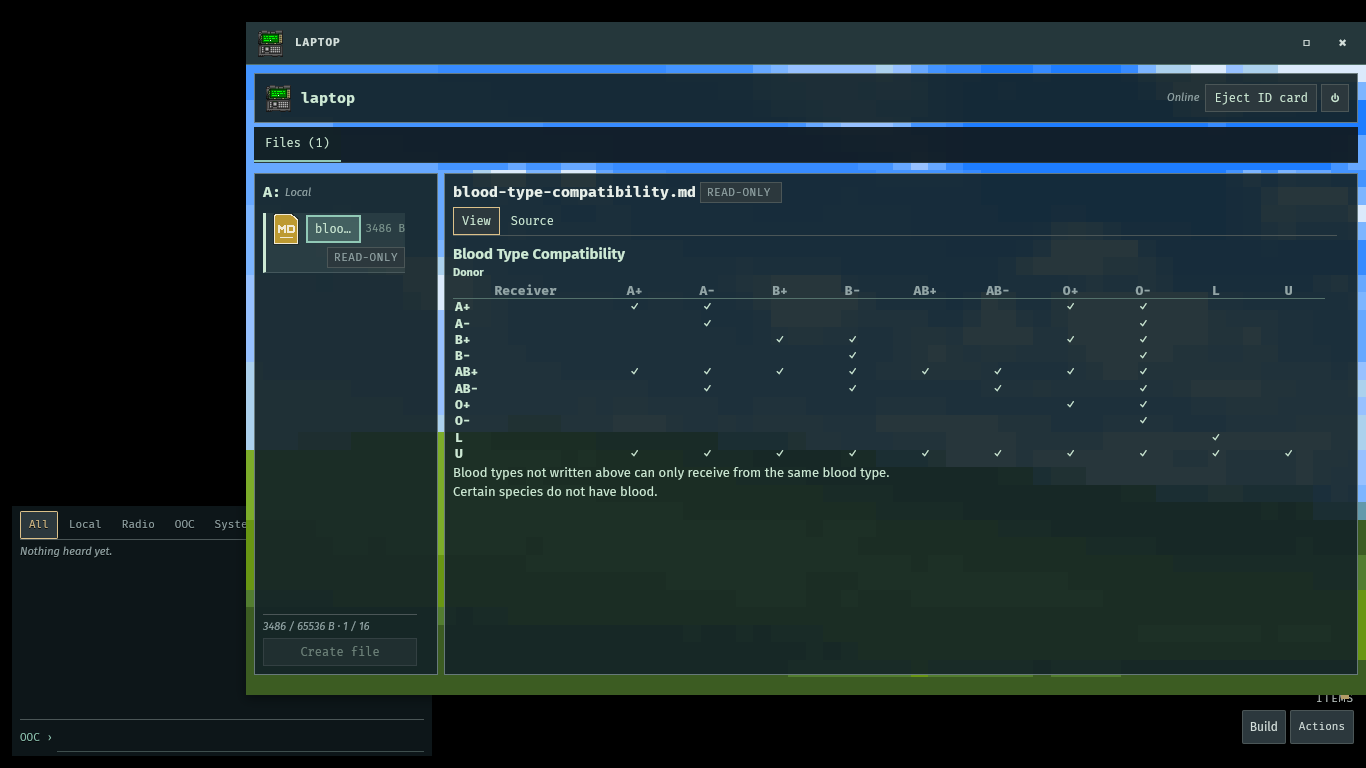 LAPTOP
laptop
Online
Eject ID card
Files (1)
A: Local
MD
bloo… 3486 B
READ-ONLY
3486 / 65536 B · 1 / 16
Create file
blood-type-compatibility.md READ-ONLY
View Source
Blood Type Compatibility
Donor
Receiver A+ A- B+ B- AB+ AB- O+ O- L U
A+ ✓ ✓ ✓ ✓
A- ✓ ✓
B+ ✓ ✓ ✓ ✓
B- ✓ ✓
AB+ ✓ ✓ ✓ ✓ ✓ ✓ ✓ ✓
AB- ✓ ✓ ✓ ✓
O+ ✓ ✓
O- ✓
L ✓
U ✓ ✓ ✓ ✓ ✓ ✓ ✓ ✓ ✓ ✓
Blood types not written above can only receive from the same blood type.
Certain species do not have blood.
All Local Radio OOC Syste
Nothing heard yet.
OOC ›
ITEMS
Build Actions